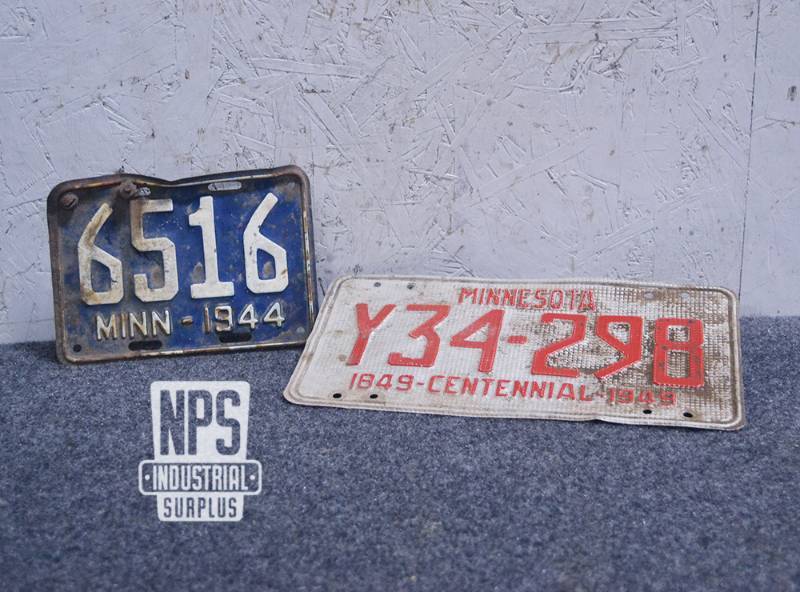 6516
MINN - 1944
MINNESOTA
Y34-298
1849-CENTENNIAL-1949
NPS
INDUSTRIAL
SURPLUS